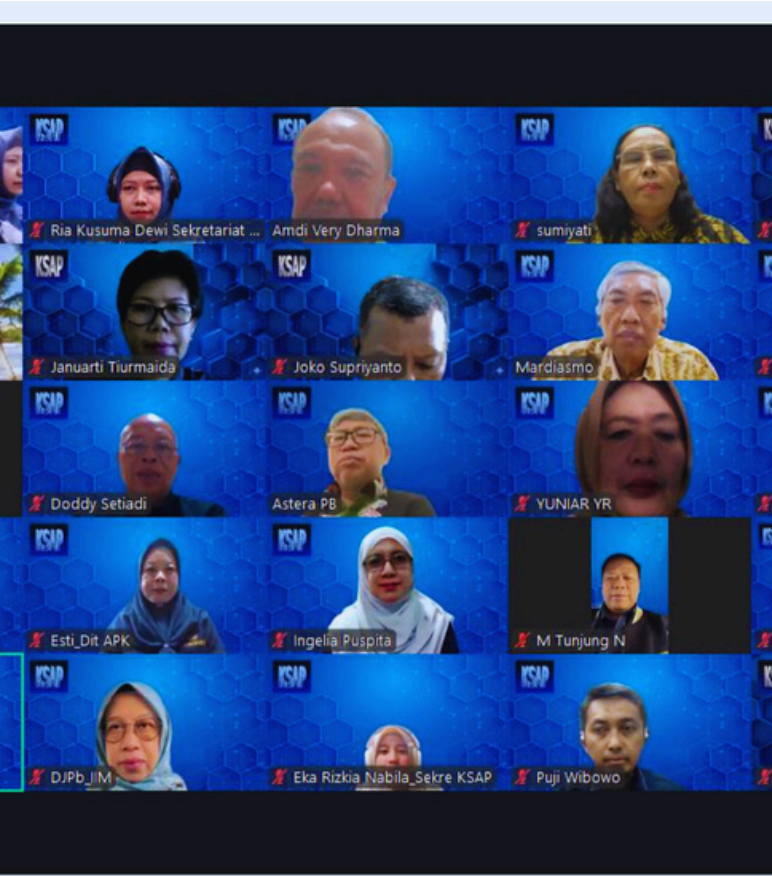 KSAP
Ria Kusuma Dewi Sekretariat ...
KSAP
Amdi Very Dharma
KSAP
sumiyati
KSAP
Januarti Tiurmaida
KSAP
Joko Supriyanto
KSAP
Mardiasmo
KSAP
Doddy Setiadi
KSAP
Astera PB
KSAP
YUNIAR YR
KSAP
Esti_Dit APK
KSAP
Ingelia Puspita
M Tunjung N
KSAP
DJPb_IIM
KSAP
Eka Rizkia Nabila_Sekre KSAP
KSAP
Puji Wibowo